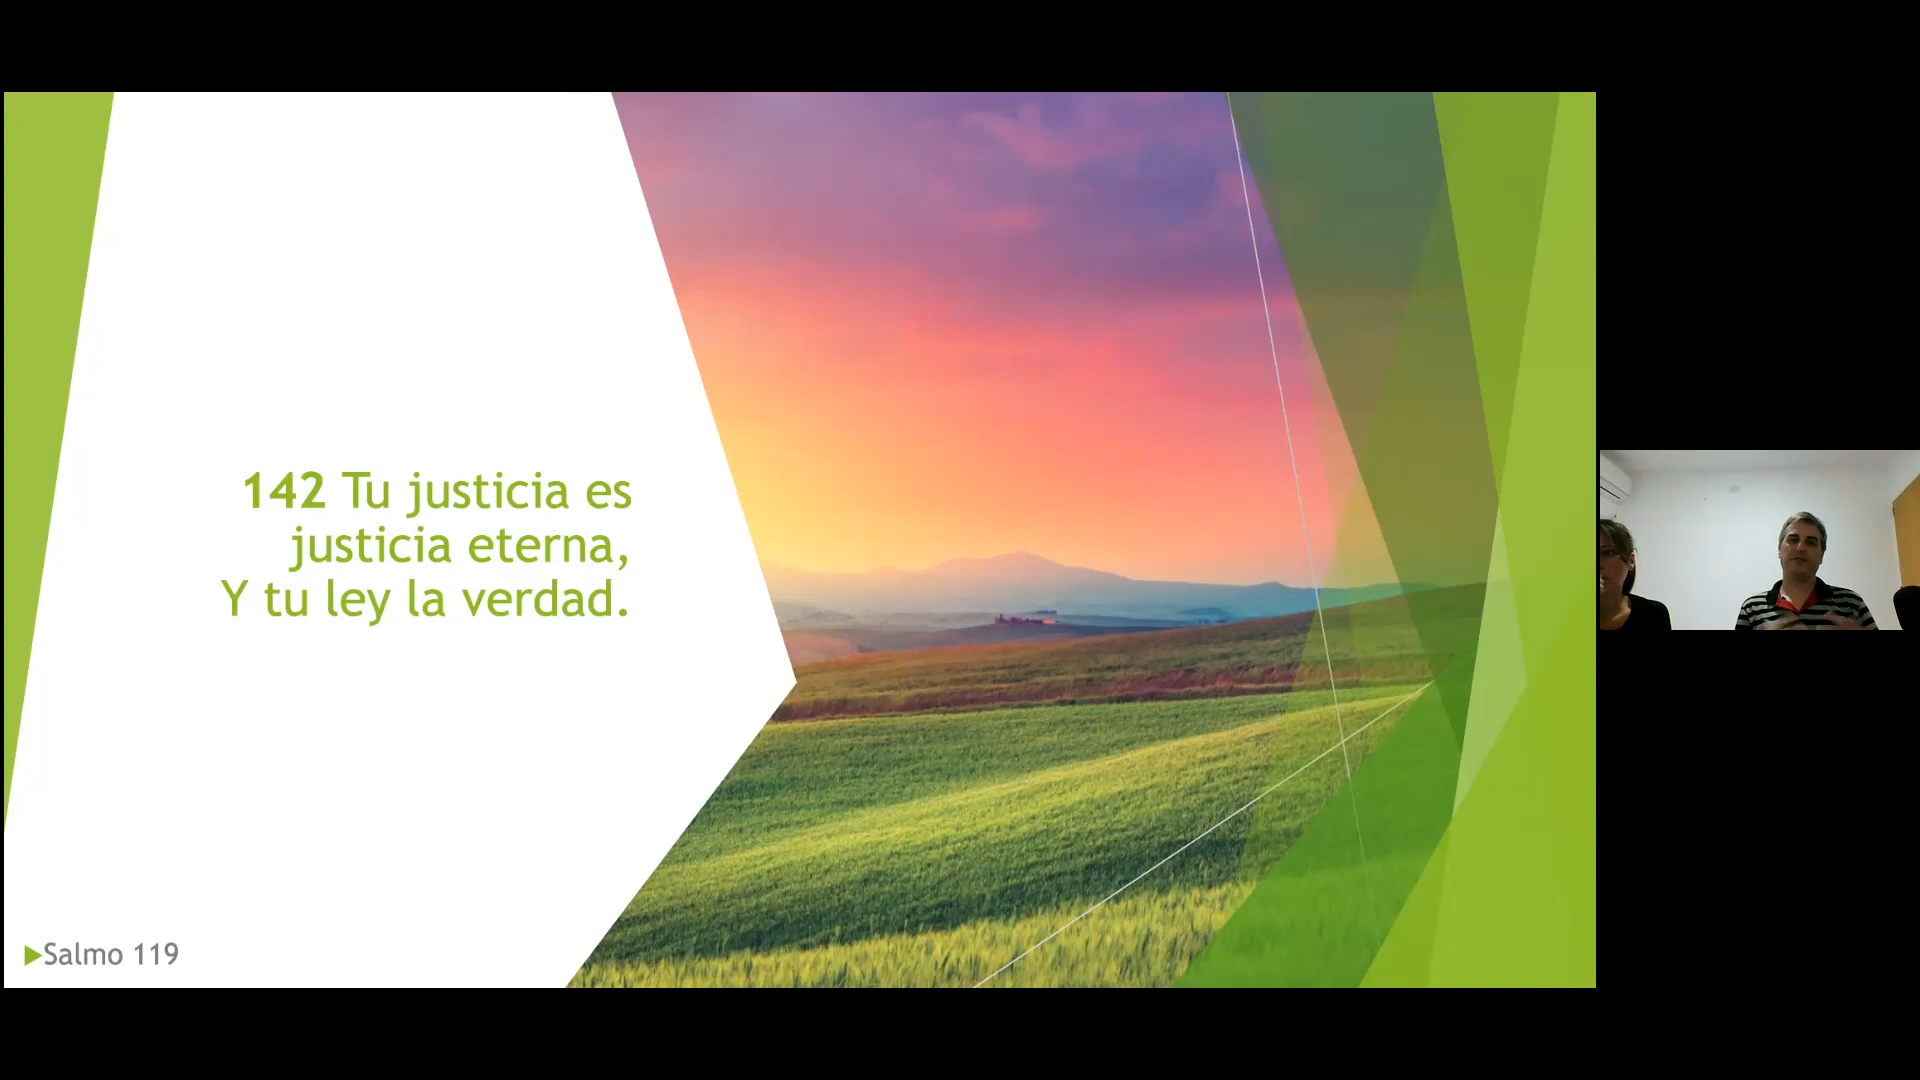 142 Tu justicia es
justicia eterna,
Y tu ley la verdad.
Salmo 119